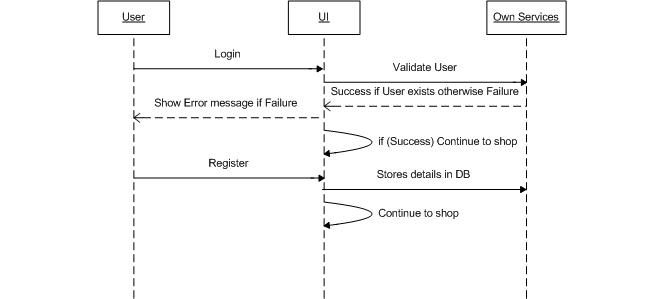 User
UI
Own Services
Login
Validate User
Success if User exists otherwise Failure
Show Error message if Failure
if (Success) Continue to shop
Register
Stores details in DB
Continue to shop